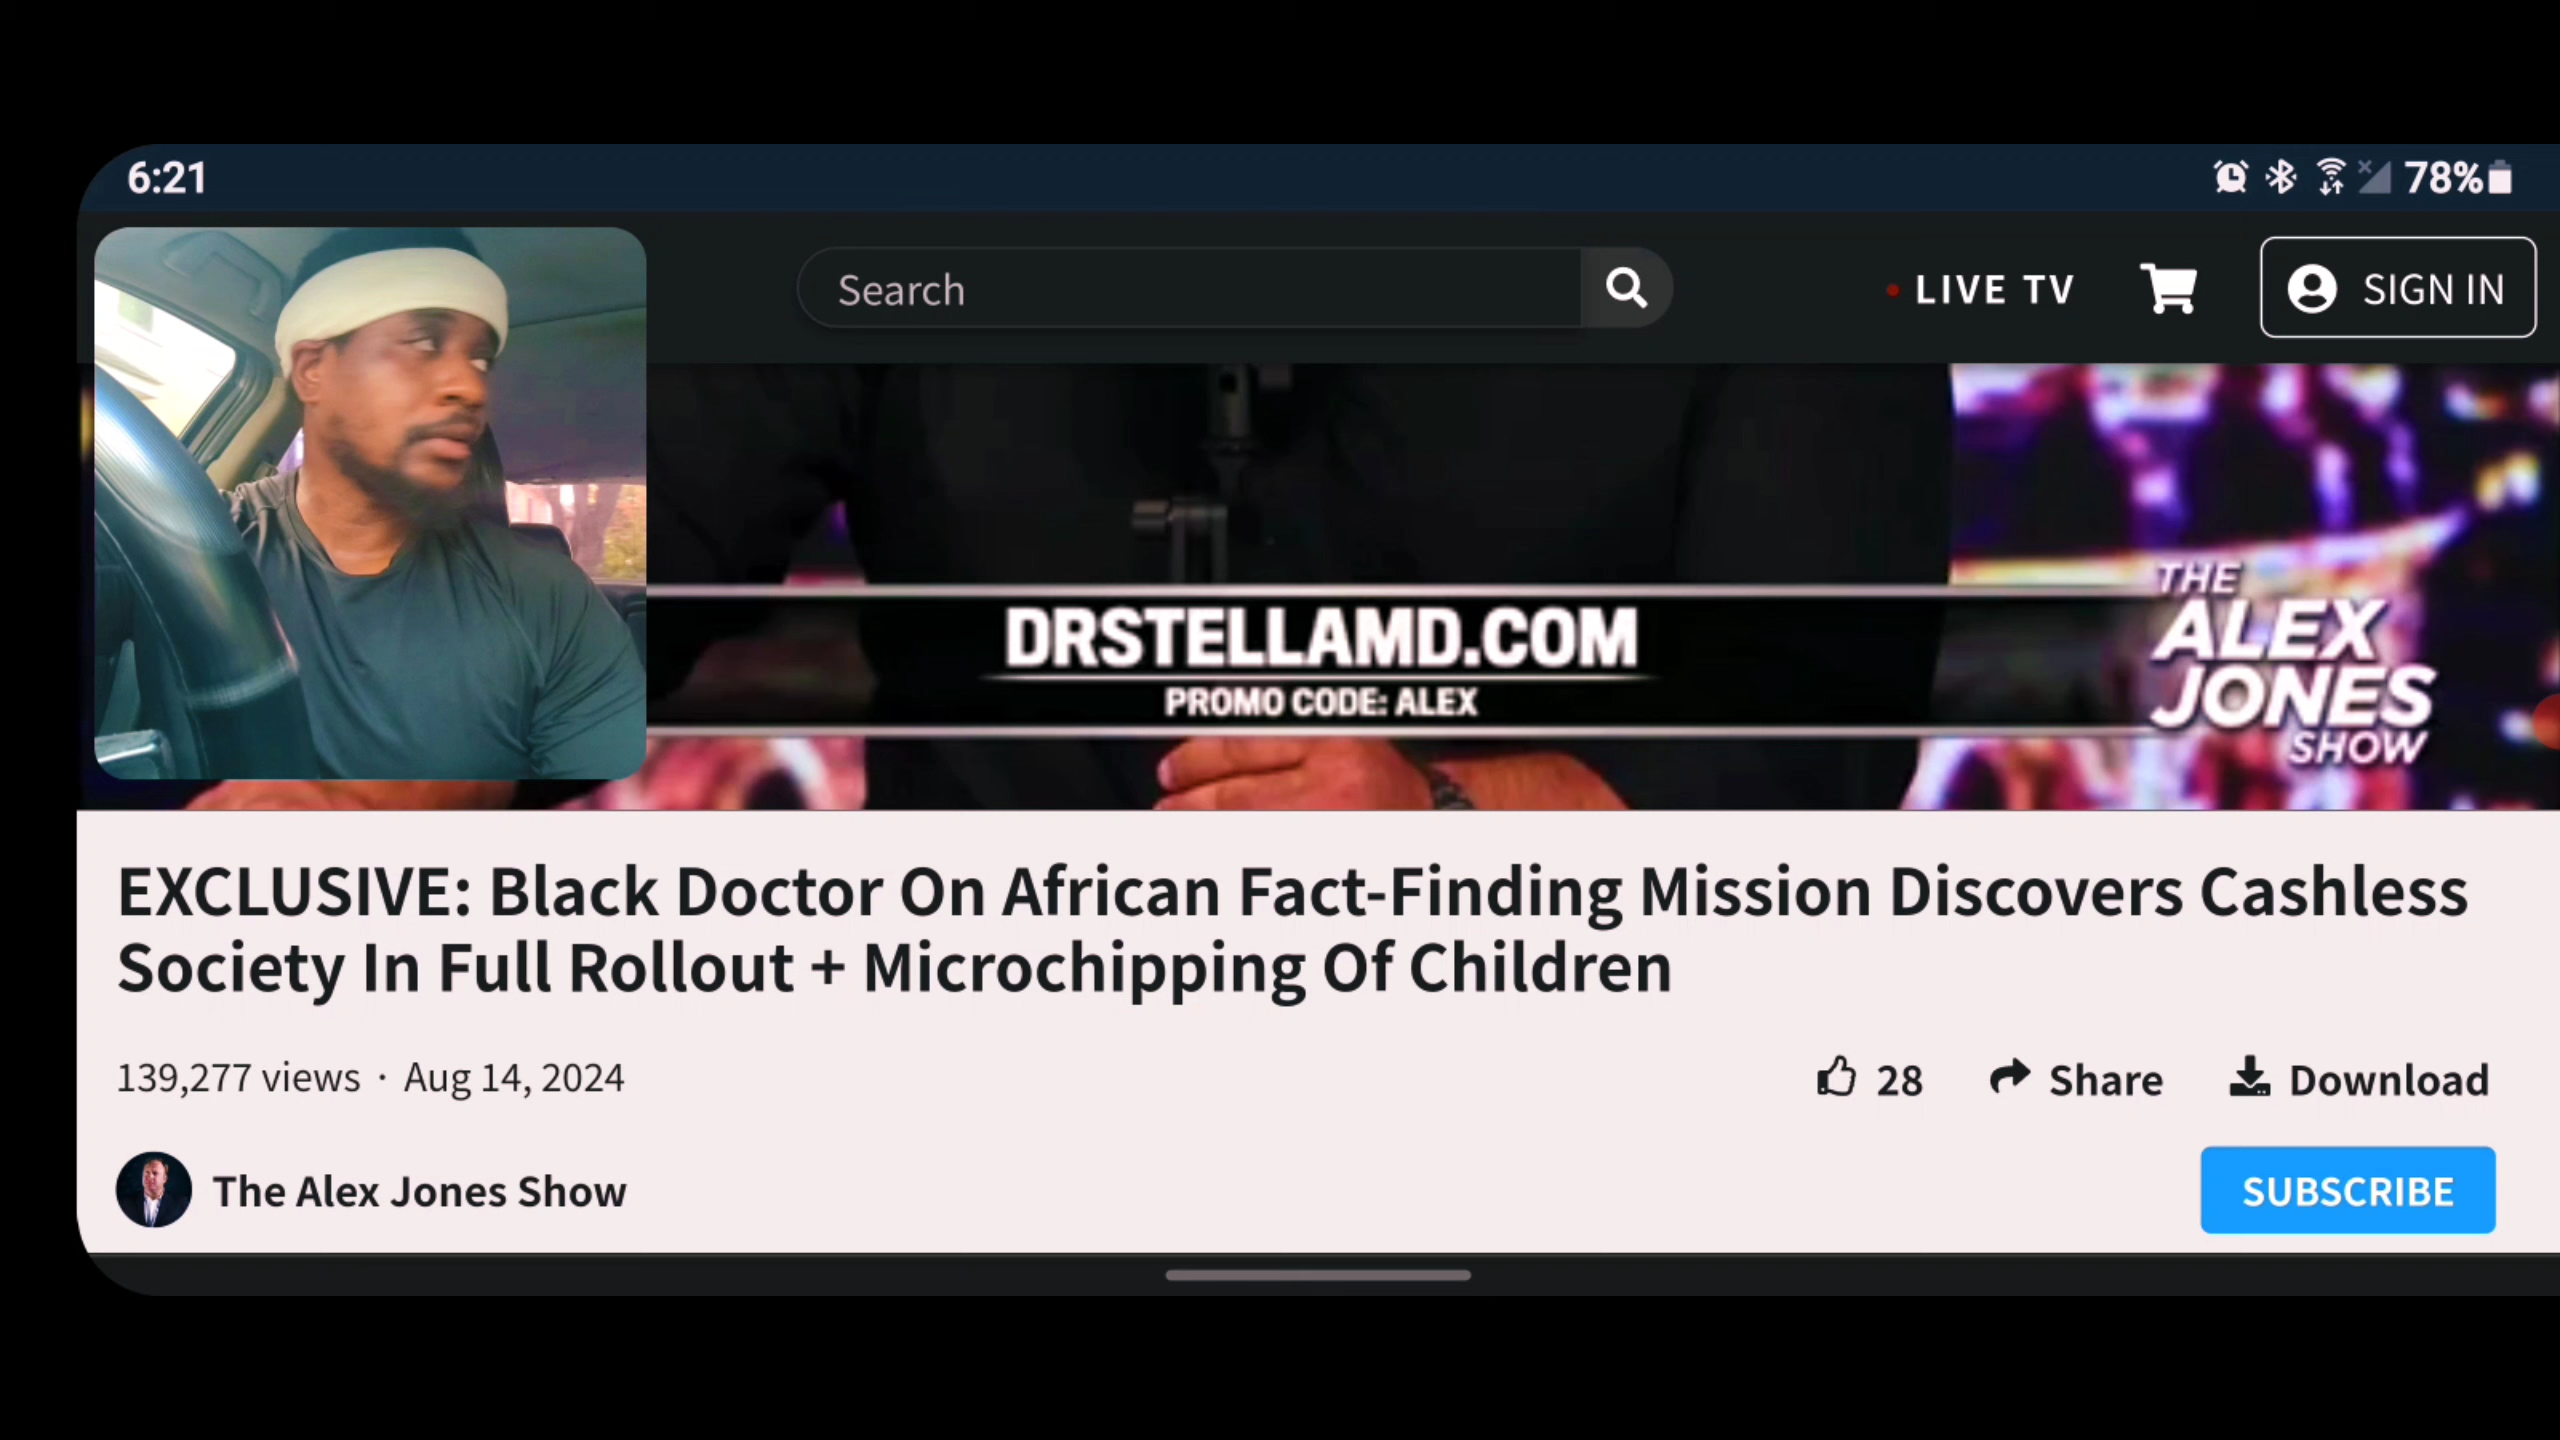 6:21
78%
Search
LIVE TV
SIGN IN
DRSTELLAMD.COM
PROMO CODE: ALEX
THE
ALEX
JONES
SHOW
EXCLUSIVE: Black Doctor On African Fact-Finding Mission Discovers Cashless
Society In Full Rollout + Microchipping Of Children
139,277 views · Aug 14, 2024
28
Share
Download
The Alex Jones Show
SUBSCRIBE